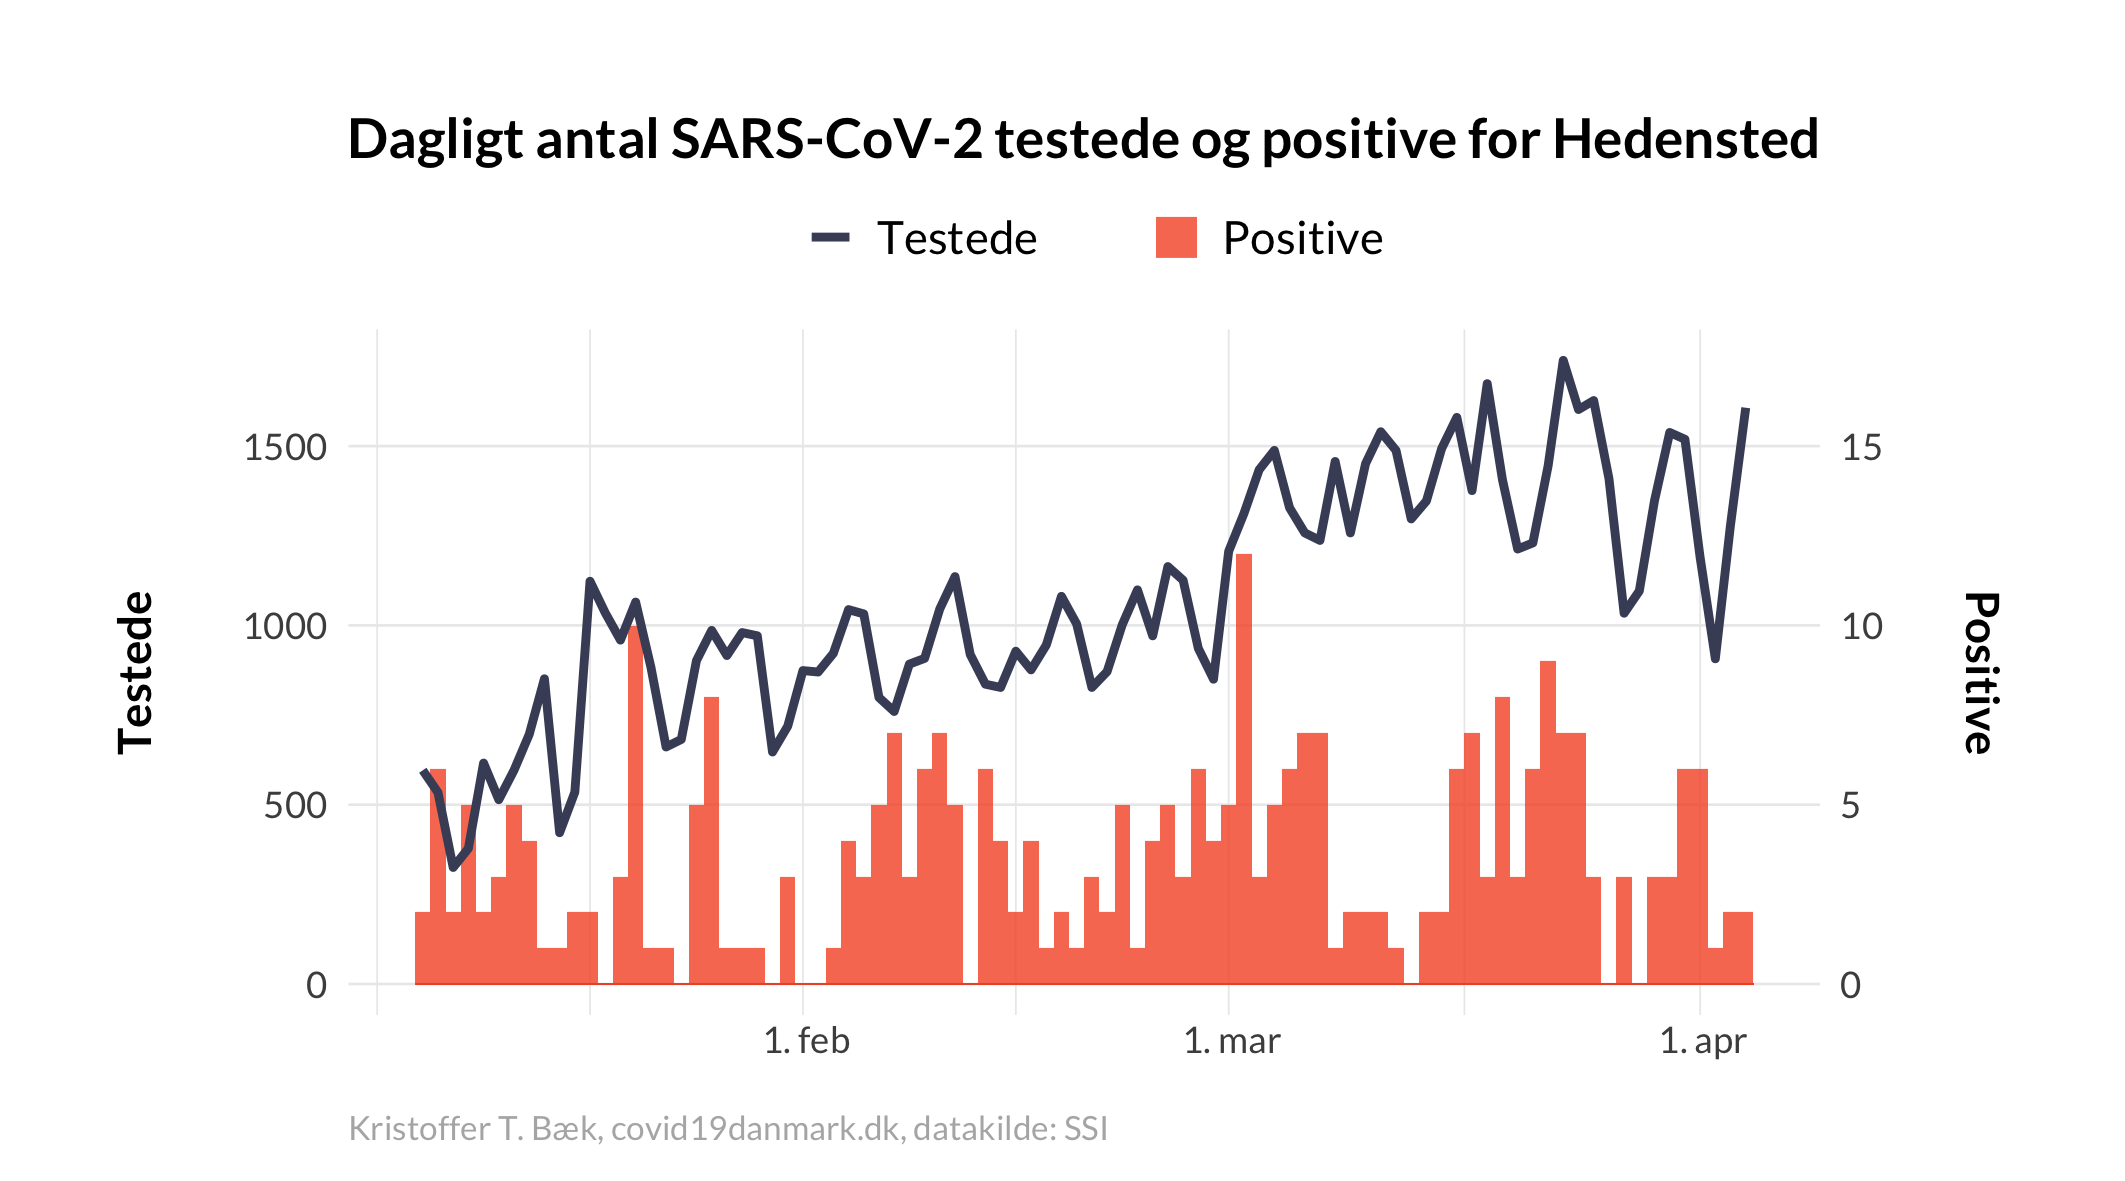 Dagligt antal SARS-CoV-2 testede og positive for Hedensted
Testede
Positive
1500
1000
500
0
15
10
5
0
Testede
Positive
1. feb
1. mar
1. apr
Kristoffer T. Bæk, covid19danmark.dk, datakilde: SSI